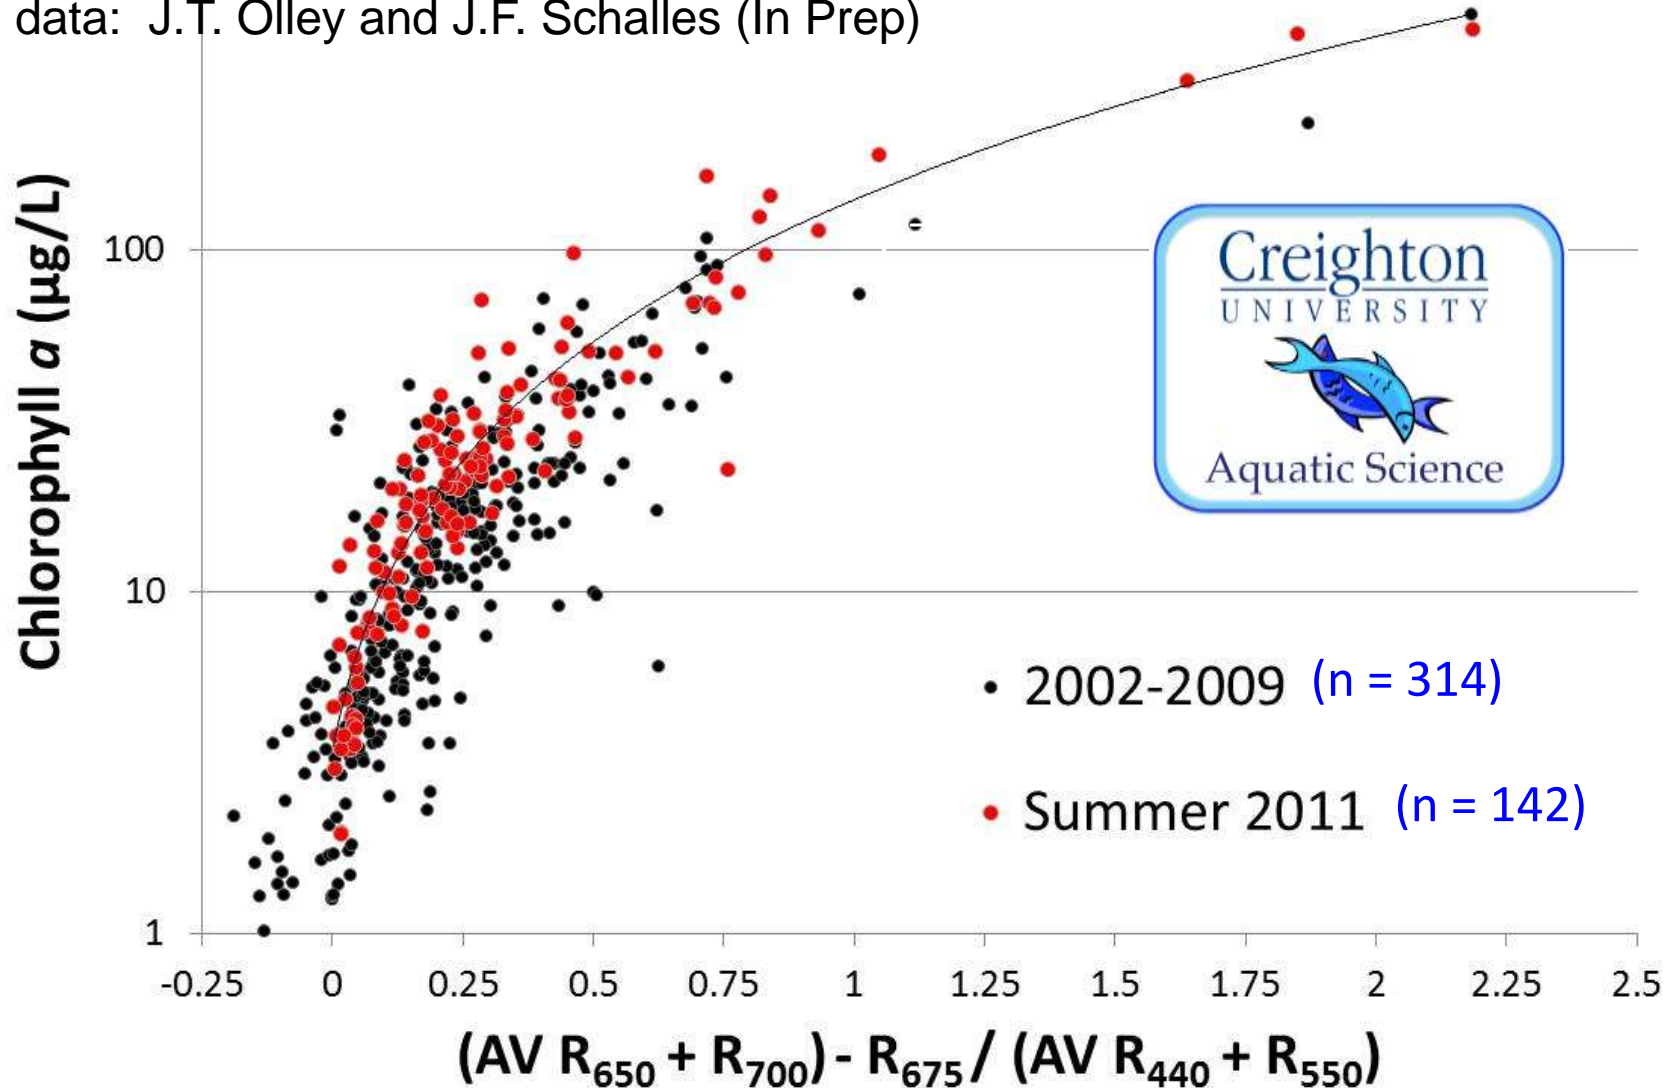 data:  J.T. Olley and J.F. Schalles (In Prep)
Chlorophyll a (µg/L)
100
10
1
Creighton
UNIVERSITY
Aquatic Science
2002-2009 (n = 314)
Summer 2011 (n = 142)
-0.25 0 0.25 0.5 0.75 1 1.25 1.5 1.75 2 2.25 2.5
(AV R650 + R700) - R675 / (AV R440 + R550)